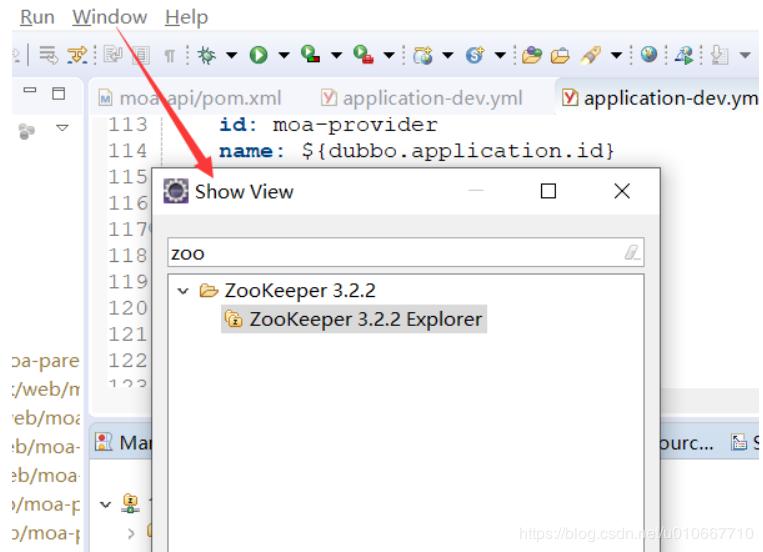 Run Window Help
moa-api/pom.xml application-dev.yml application-dev.ym
113 id: moa-provider
114 name: ${dubbo.application.id}
115
Show View
116
117
zoo
118
119
ZooKeeper 3.2.2
120
ZooKeeper 3.2.2 Explorer
121
122
123
oa-pare
/web/m
eb/moa
Mar
ourc...
S
b/moa-
eb/moa
/moa-p
o/moa-p
https://blog.csdn.net/u010667710